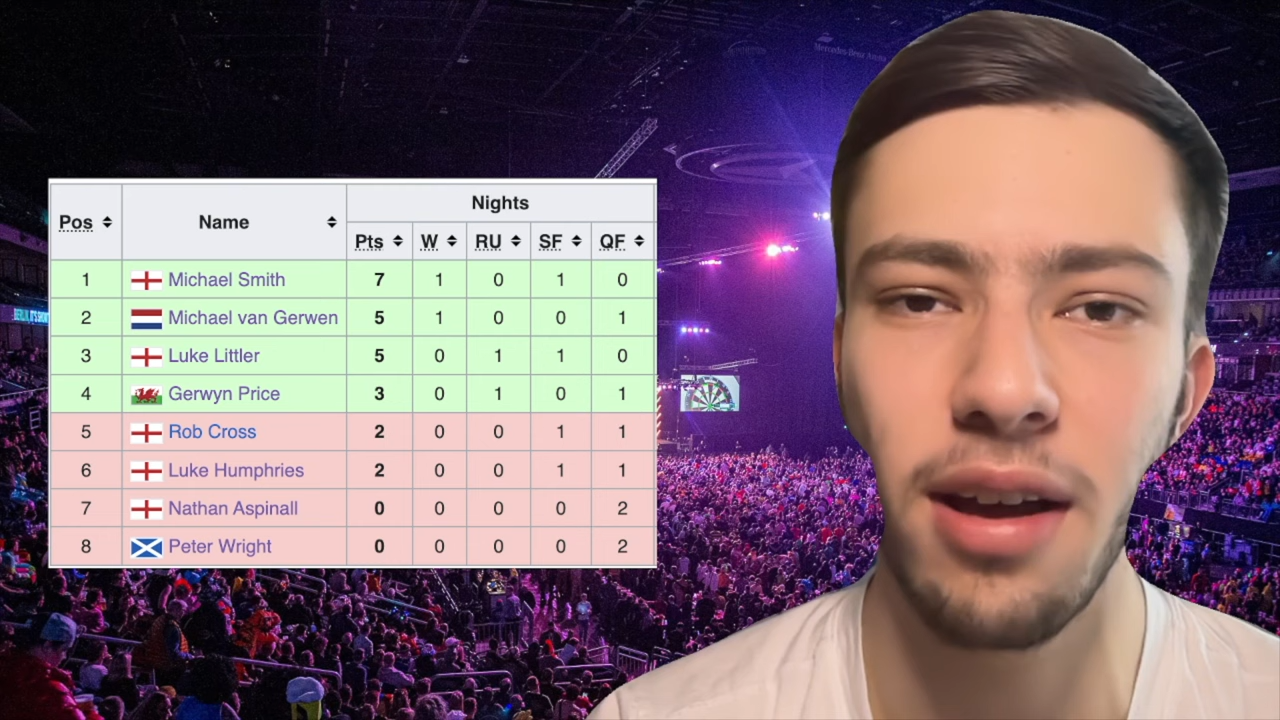 Nights
Pos Name
Pts W RU SF QF
1 Michael Smith 7 1 0 1 0
2 Michael van Gerwen 5 1 0 0 1
3 Luke Littler 5 0 1 1 0
4 Gerwyn Price 3 0 1 0 1
5 Rob Cross 2 0 0 1 1
6 Luke Humphries 2 0 0 1 1
7 Nathan Aspinall 0 0 0 0 2
8 Peter Wright 0 0 0 0 2